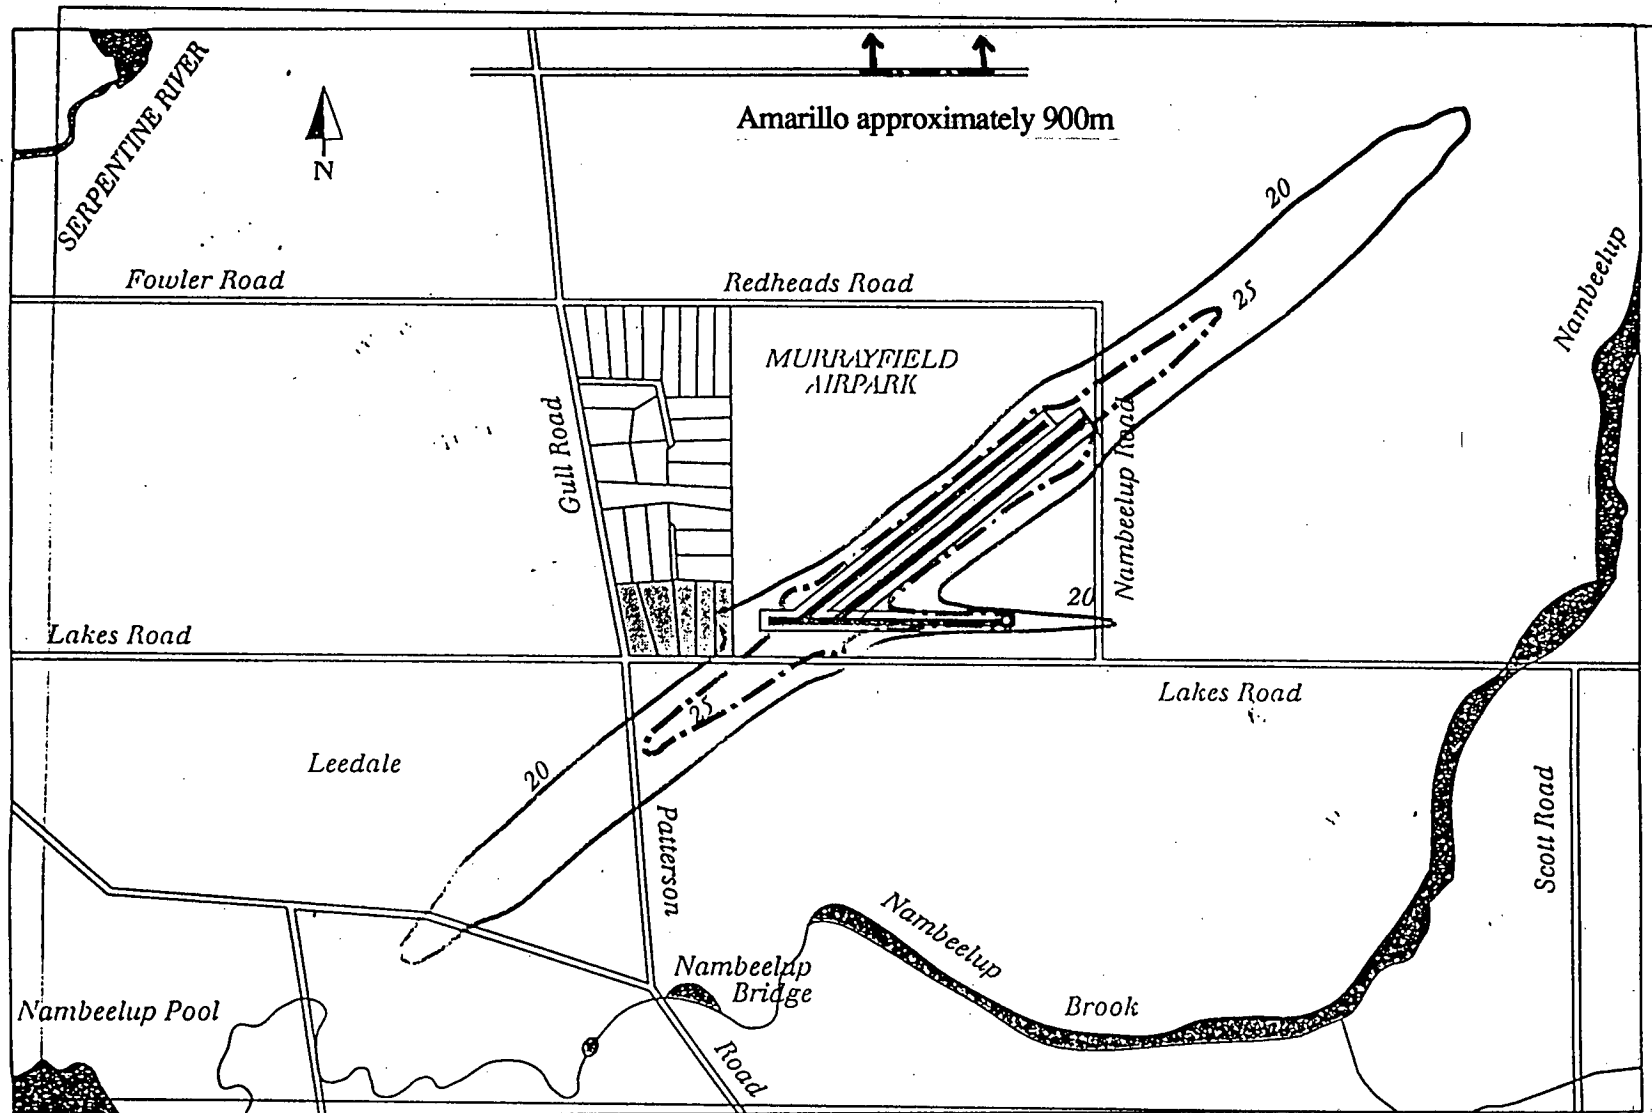 SERPENTINE RIVER
N
Amarillo approximately 900m
20
Fowler Road
Redheads Road
25
Nambeelup
MURRAYFIELD
AIRPARK
Gull Road
Nambeelup Road
20
Lakes Road
Lakes Road
25
Leedale
20
Patterson
Scott Road
Nambeelup
Nambeelup
Bridge
Brook
Nambeelup Pool
Road